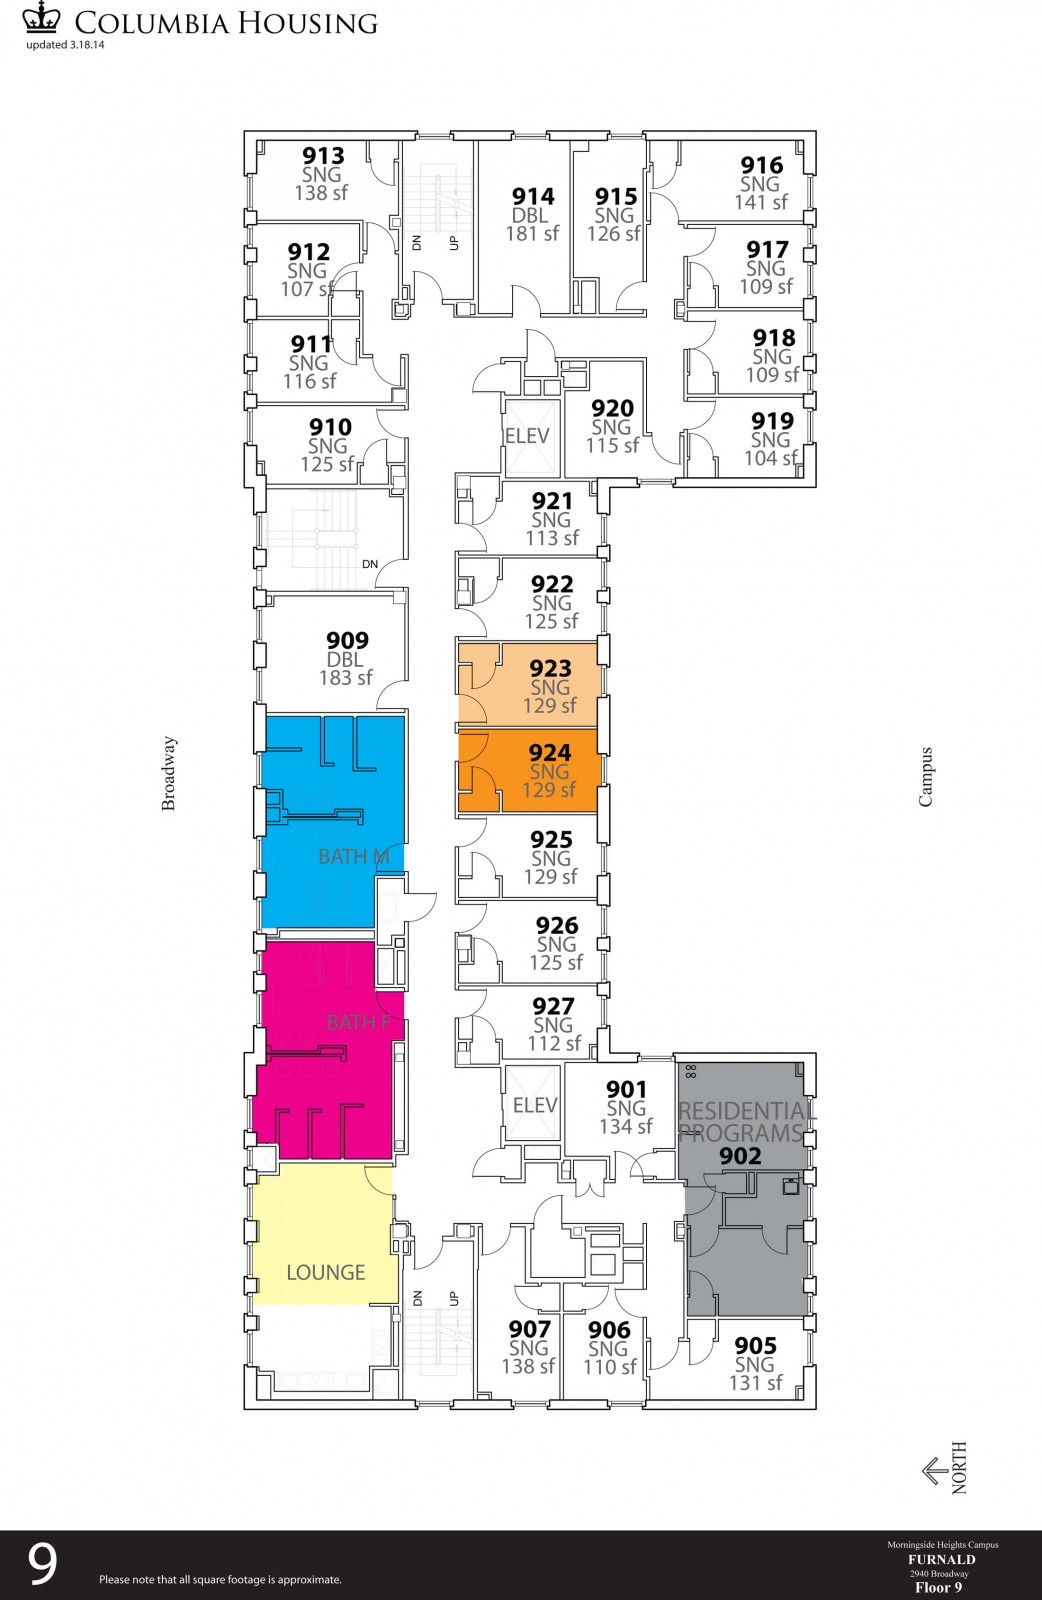 COLUMBIA HOUSING
updated 3.18.14
913
SNG
138 sf
914
DBL
181 sf
915
SNG
126 sf
916
SNG
141 sf
DN
UP
912
SNG
107 sf
917
SNG
109 sf
911
SNG
116 sf
918
SNG
109 sf
910
SNG
125 sf
ELEV
920
SNG
115 sf
919
SNG
104 sf
921
SNG
113 sf
DN
922
SNG
125 sf
909
DBL
183 sf
923
SNG
129 sf
924
SNG
129 sf
Broadway
Campus
BATH M
925
SNG
129 sf
926
SNG
125 sf
BATH F
927
SNG
112 sf
ELEV
901
SNG
134 sf
RESIDENTIAL
PROGRAMS
902
LOUNGE
DN
UP
907
SNG
138 sf
906
SNG
110 sf
905
SNG
131 sf
NORTH
9
Please note that all square footage is approximate.
Morningside Heights Campus
FURNALD
2940 Broadway
Floor 9